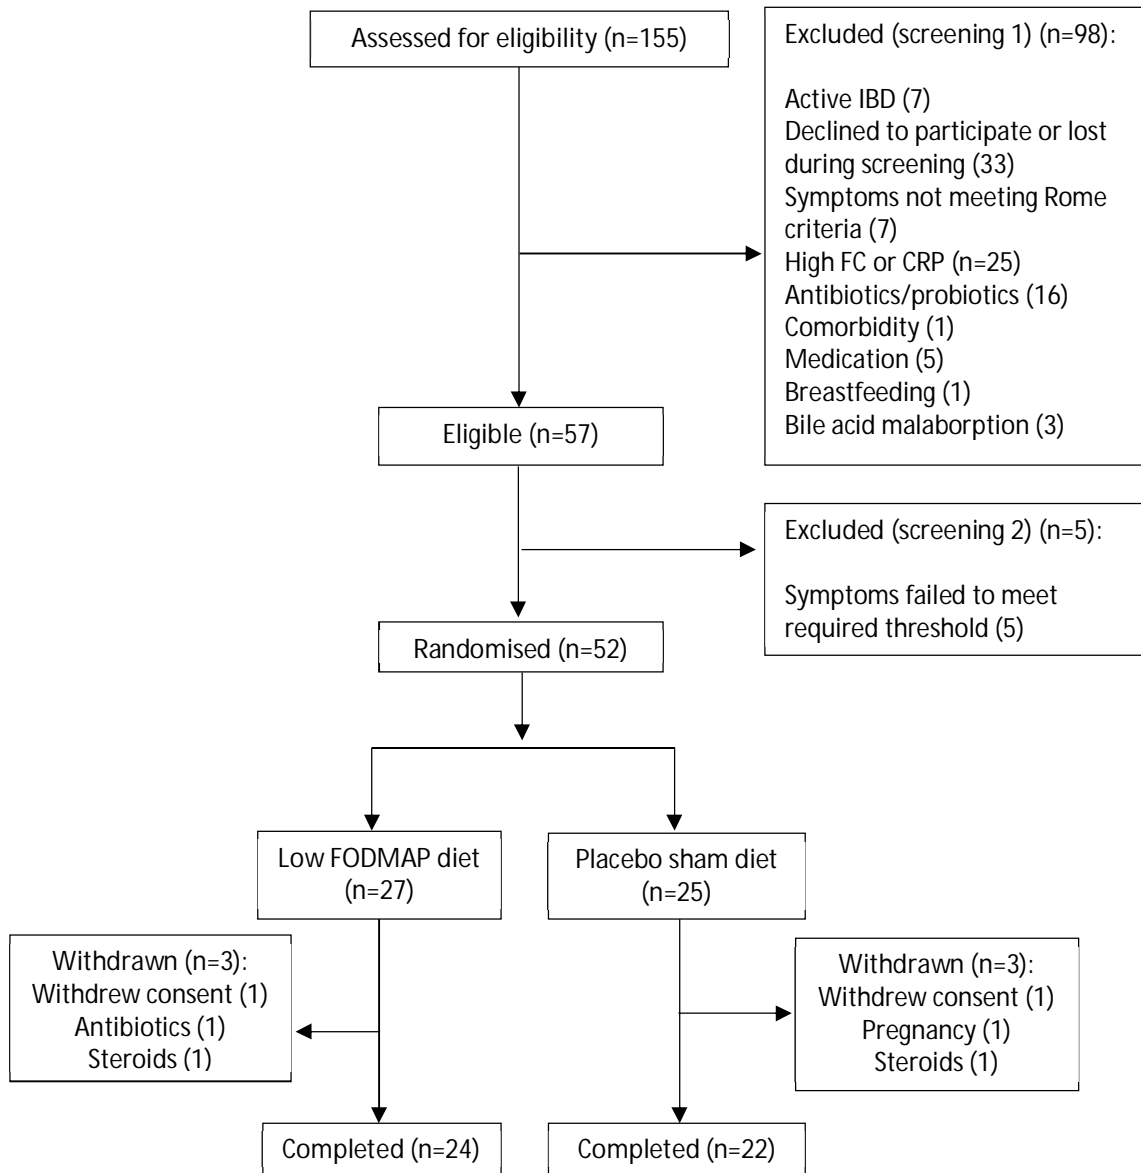 Assessed for eligibility (n=155)
Excluded (screening 1) (n=98):
Active IBD (7)
Declined to participate or lost
during screening (33)
Symptoms not meeting Rome
criteria (7)
High FC or CRP (n=25)
Antibiotics/probiotics (16)
Comorbidity (1)
Medication (5)
Breastfeeding (1)
Bile acid malaborption (3)
Eligible (n=57)
Excluded (screening 2) (n=5):
Symptoms failed to meet
required threshold (5)
Randomised (n=52)
Low FODMAP diet
(n=27)
Placebo sham diet
(n=25)
Withdrawn (n=3):
Withdrew consent (1)
Antibiotics (1)
Steroids (1)
Withdrawn (n=3):
Withdrew consent (1)
Pregnancy (1)
Steroids (1)
Completed (n=24)
Completed (n=22)